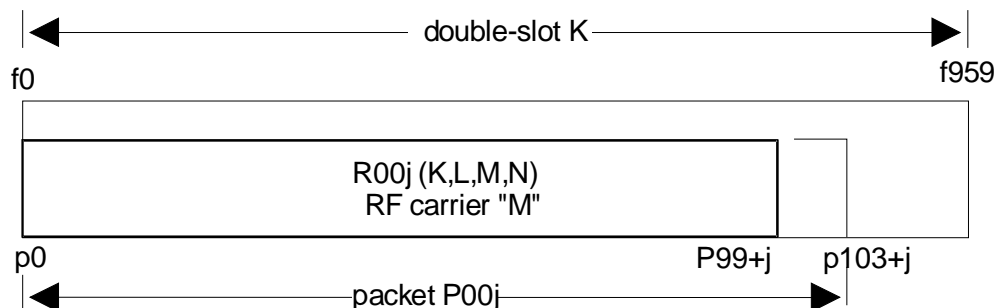 double-slot K
f0
f959
R00j (K,L,M,N)
RF carrier "M"
p0
P99+j
p103+j
packet P00j